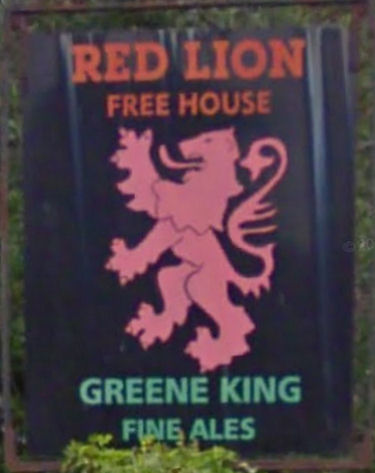 RED LION
FREE HOUSE
GREENE KING
FINE ALES